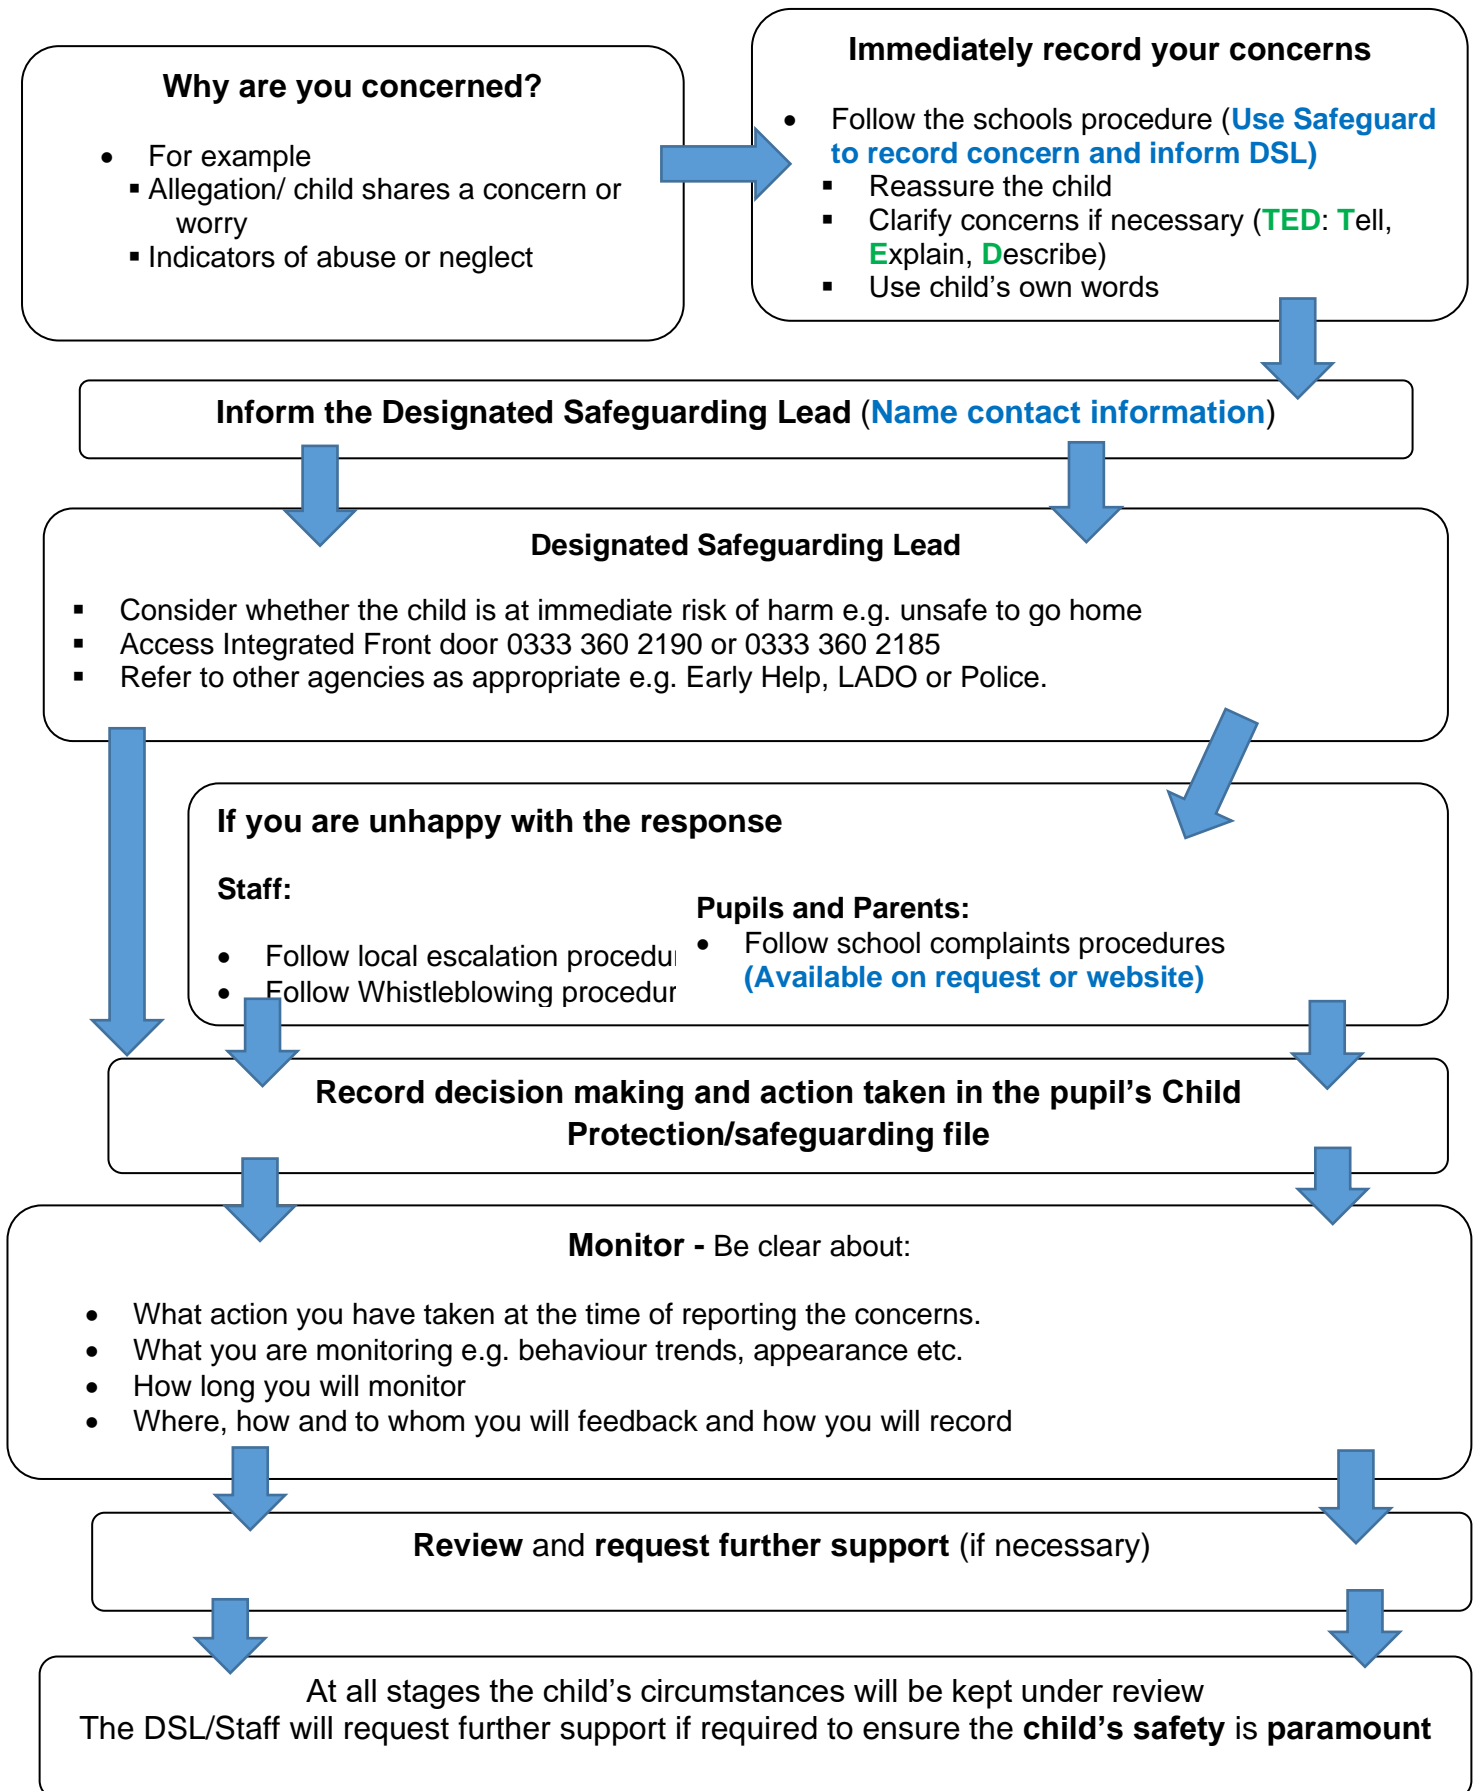 Why are you concerned?
• For example
▪ Allegation/ child shares a concern or
worry
▪ Indicators of abuse or neglect
Immediately record your concerns
• Follow the schools procedure (Use Safeguard
to record concern and inform DSL)
▪ Reassure the child
▪ Clarify concerns if necessary (TED: Tell,
Explain, Describe)
▪ Use child's own words
Inform the Designated Safeguarding Lead (Name contact information)
Designated Safeguarding Lead
▪ Consider whether the child is at immediate risk of harm e.g. unsafe to go home
▪ Access Integrated Front door 0333 360 2190 or 0333 360 2185
▪ Refer to other agencies as appropriate e.g. Early Help, LADO or Police.
If you are unhappy with the response
Staff:
• Follow local escalation
• Follow Whistleblowing
Pupils and Parents:
• Follow school complaints procedures
(Available on request or website)
Record decision making and action taken in the pupil's Child
Protection/safeguarding file
Monitor - Be clear about:
• What action you have taken at the time of reporting the concerns.
• What you are monitoring e.g. behaviour trends, appearance etc.
• How long you will monitor
• Where, how and to whom you will feedback and how you will record
Review and request further support (if necessary)
At all stages the child's circumstances will be kept under review
The DSL/Staff will request further support if required to ensure the child's safety is paramount